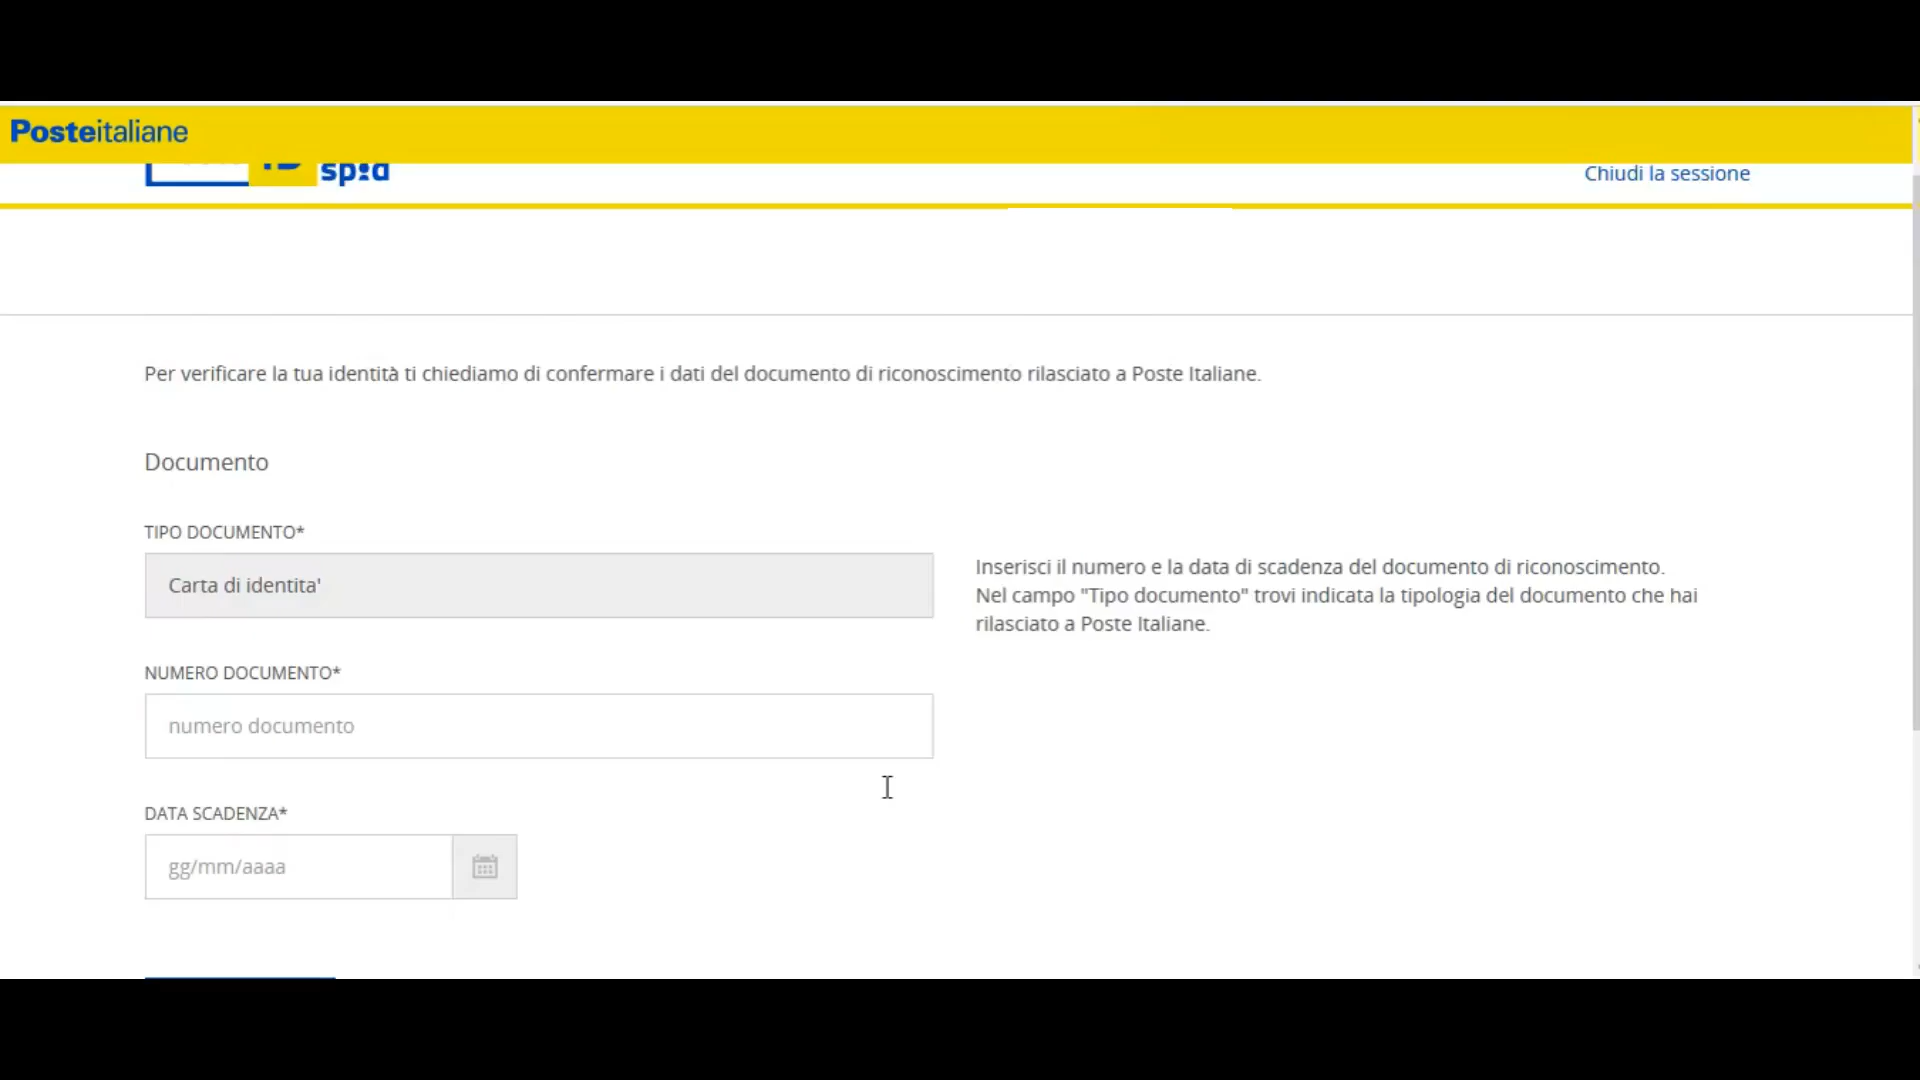 Posteitaliane
spid
Chiudi la sessione
Per verificare la tua identità ti chiediamo di confermare i dati del documento di riconoscimento rilasciato a Poste Italiane.
Documento
TIPO DOCUMENTO*
Carta di identita'
Inserisci il numero e la data di scadenza del documento di riconoscimento.
Nel campo "Tipo documento" trovi indicata la tipologia del documento che hai
rilasciato a Poste Italiane.
NUMERO DOCUMENTO*
numero documento
DATA SCADENZA*
gg/mm/aaaa